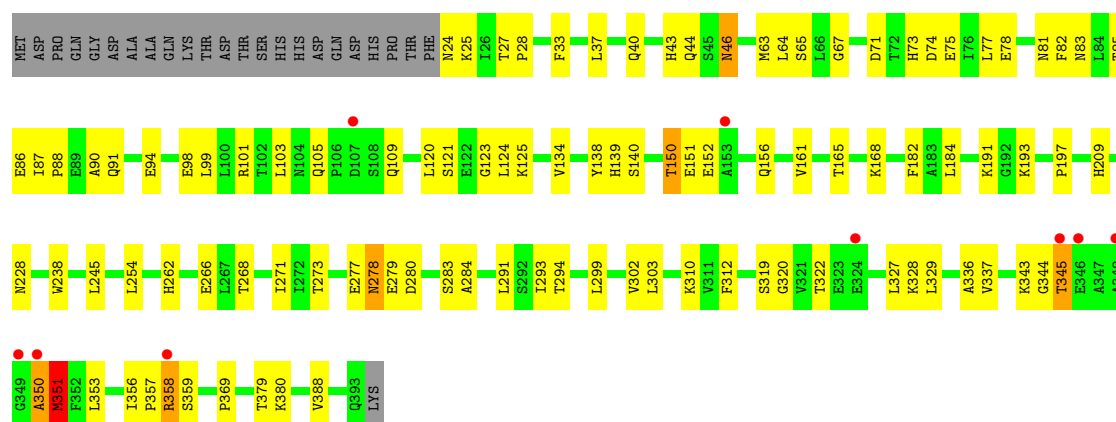 MET ASP PRO GLN GLY ASP ALA ALA GLN LYS THR ASP THR SER HIS HIS ASP GLN ASP HIS PRO PHE N24 K25 I26 T27 P28 F33 L37 Q40 H43 Q44 S45 N46 M63 L64 S65 L66 G67 D71 T72 H73 D74 E75 I76 L77 E78 N81 F82 N83 L84
E86 I87 P88 E89 A90 Q91 E94 E98 L99 L100 R101 T102 L103 N104 Q105 P106 D107 S108 Q109 L120 S121 E122 G123 L124 K125 V134 Y138 H139 S140 T150 E151 E152 A153 Q156 V161 T165 K168 F182 A183 L184 K191 G192 K193 P197 H209
N228 W238 L245 L254 H262 E266 L267 T268 I271 I272 T273 E277 N278 E279 D280 S283 A284 L291 S292 I293 T294 L299 V302 L303 K310 V311 F312 S319 G320 V321 T322 E323 E324 L327 K328 L329 A336 V337 K343 G344 T345 E346 A347
G349 A350 M351 F352 L353 I356 P357 R358 S359 P369 T379 K380 V388 Q393 LYS